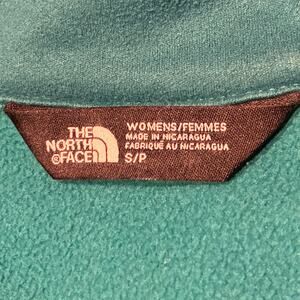 THE
NORTH
©FACE
WOMENS/FEMMES
MADE IN NICARAGUA
FABRIQUÉ AU NICARAGUA
S/P